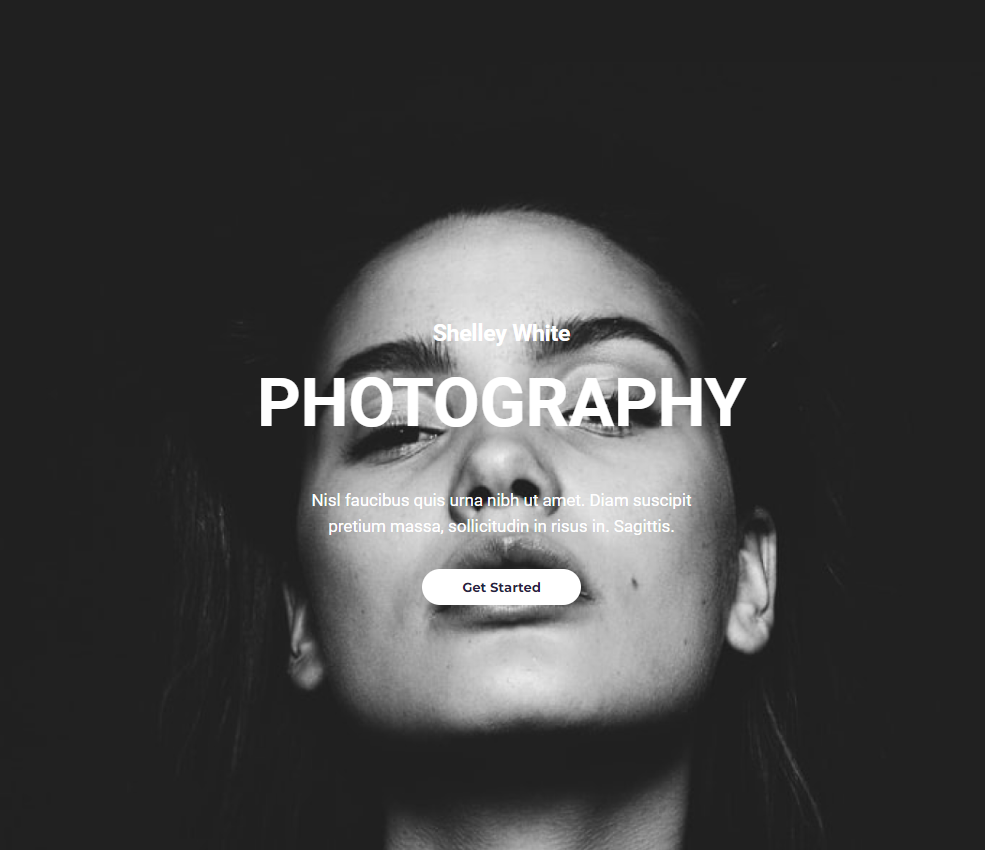 Shelley White
PHOTOGRAPHY
Nisl faucibus quis urna nibh ut amet. Diam suscipit
pretium massa, sollicitudin in risus in. Sagittis.
Get Started